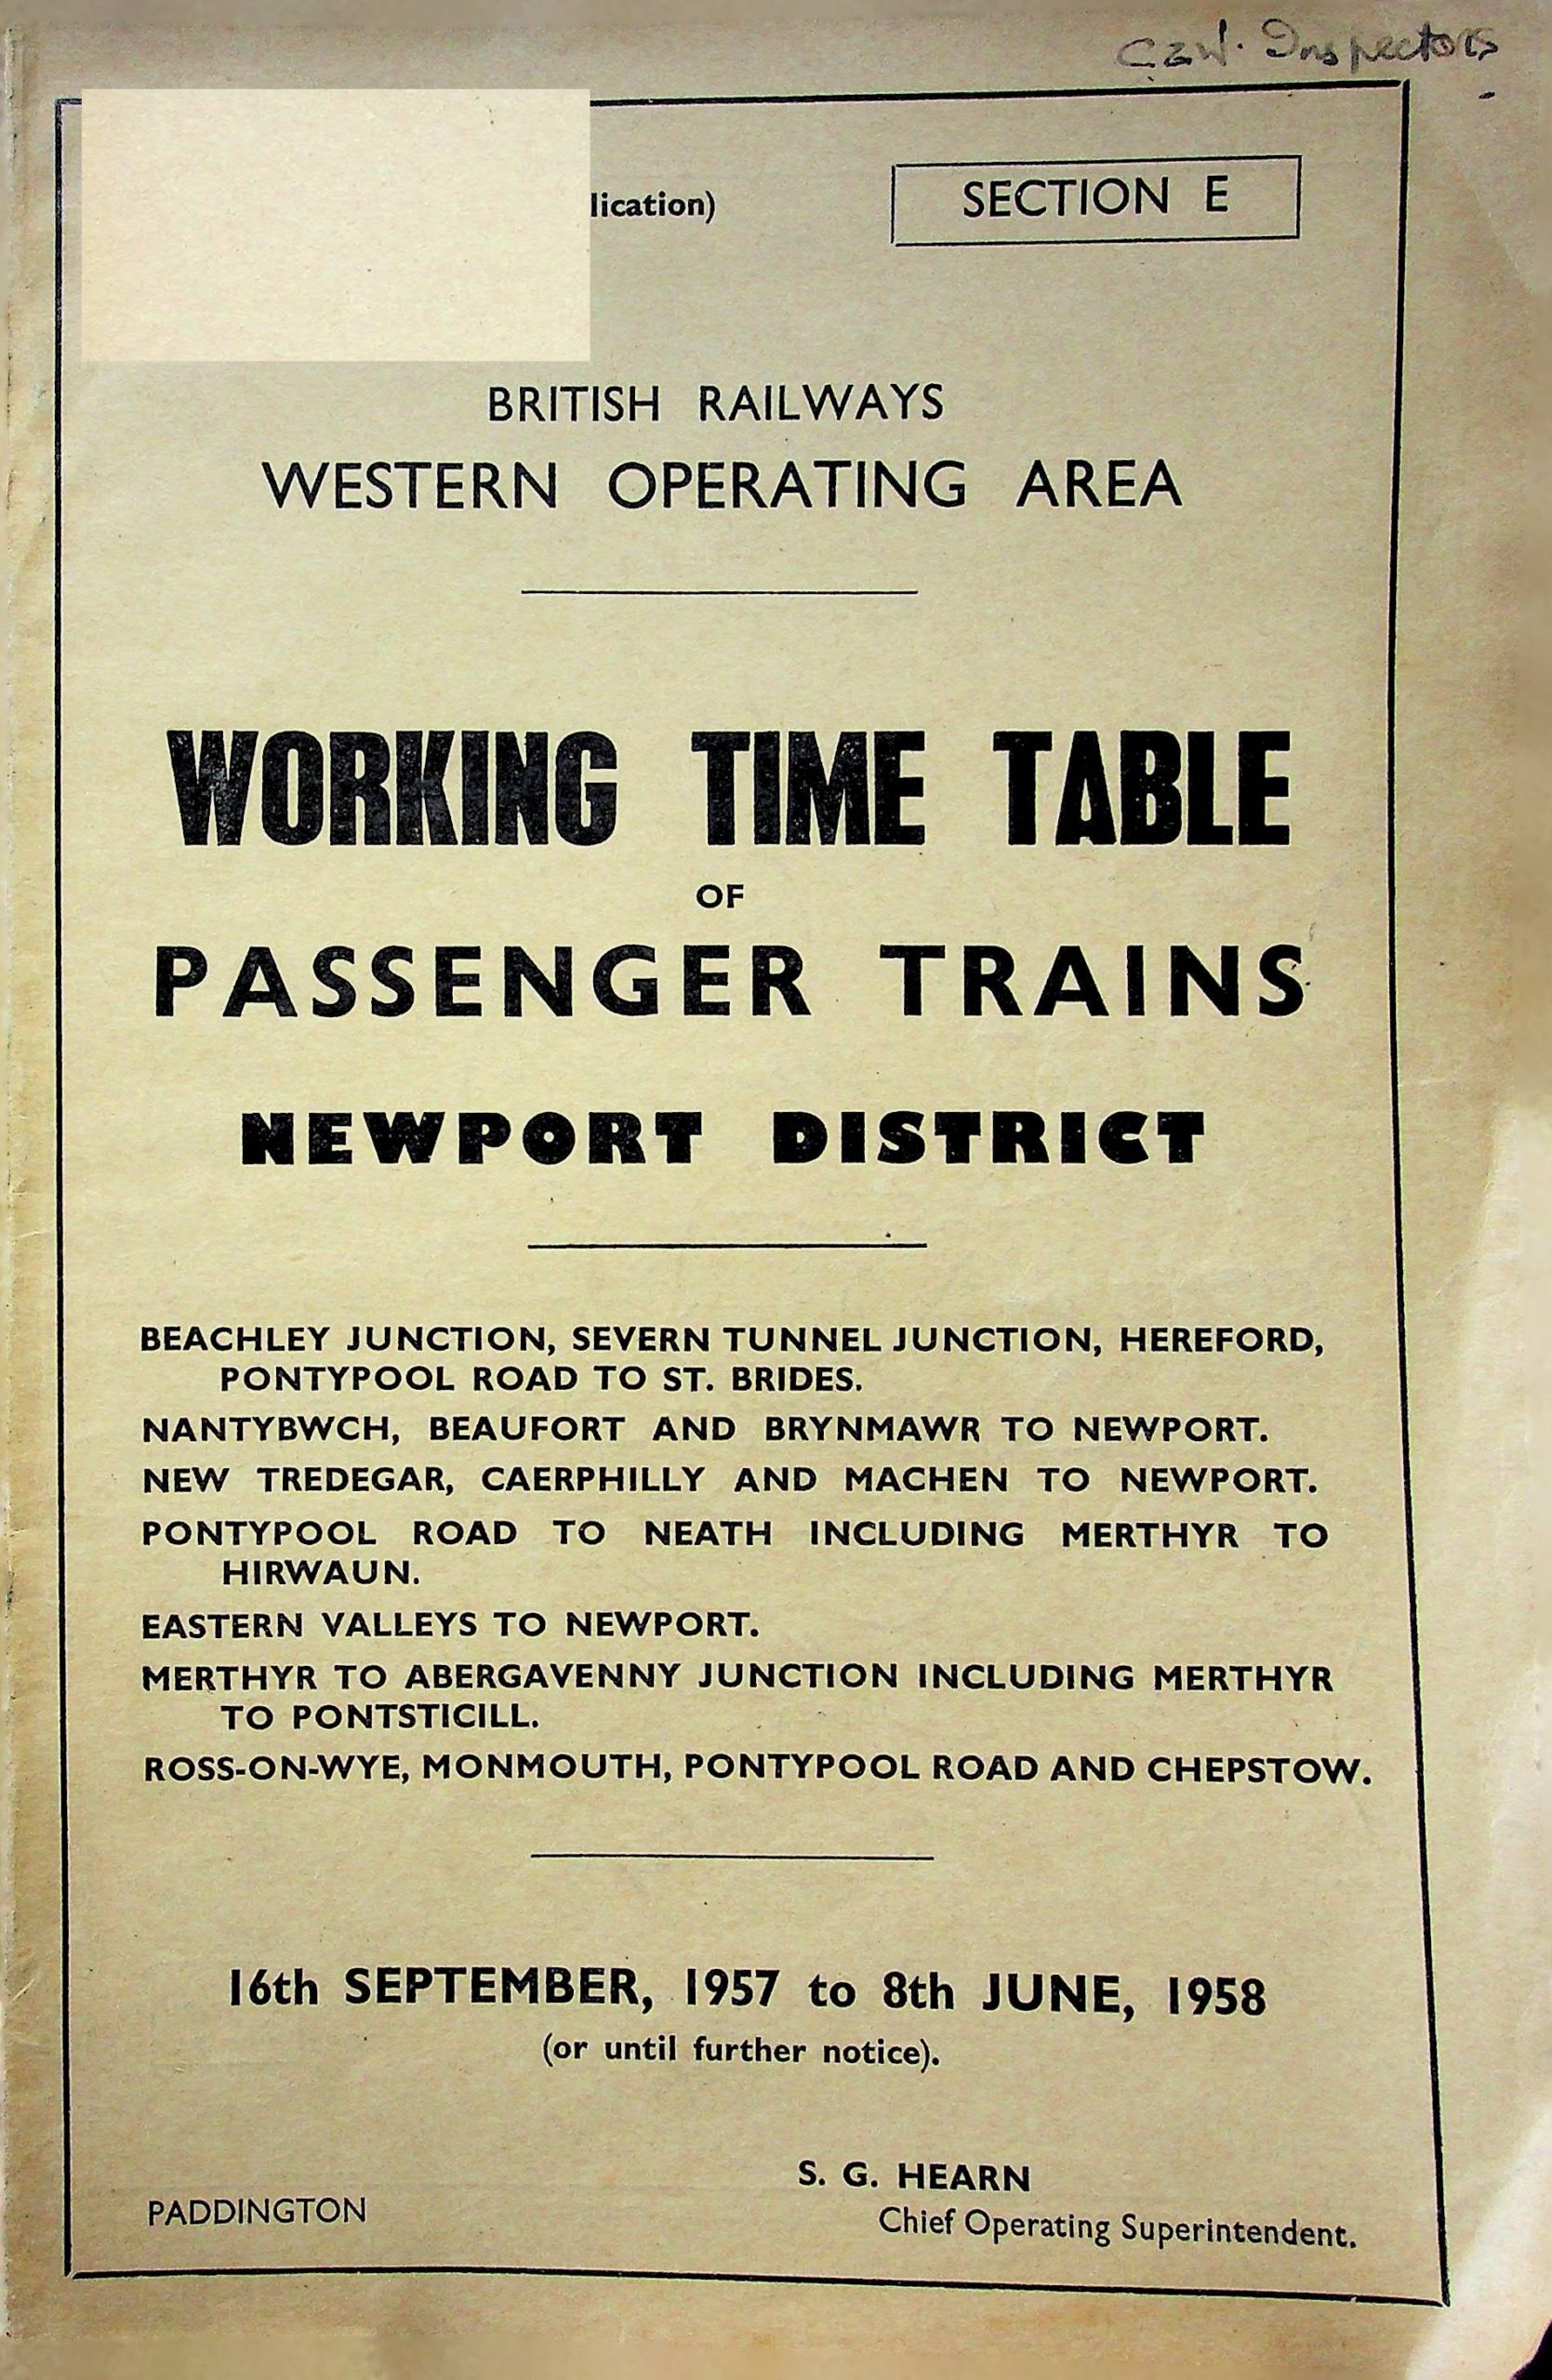 C&W. Inspectors
lication)
SECTION E
BRITISH RAILWAYS
WESTERN OPERATING AREA
WORKING TIME TABLE
OF
PASSENGER TRAINS
NEWPORT DISTRICT
BEACHLEY JUNCTION, SEVERN TUNNEL JUNCTION, HEREFORD,
PONTYPOOL ROAD TO ST. BRIDES.
NANTYBWCH, BEAUFORT AND BRYNMAWR TO NEWPORT.
NEW TREDEGAR, CAERPHILLY AND MACHEN TO NEWPORT.
PONTYPOOL ROAD TO NEATH INCLUDING MERTHYR TO
HIRWAUN.
EASTERN VALLEYS TO NEWPORT.
MERTHYR TO ABERGAVENNY JUNCTION INCLUDING MERTHYR
TO PONTSTICILL.
ROSS-ON-WYE, MONMOUTH, PONTYPOOL ROAD AND CHEPSTOW.
16th SEPTEMBER, 1957 to 8th JUNE, 1958
(or until further notice).
S. G. HEARN
PADDINGTON
Chief Operating Superintendent.